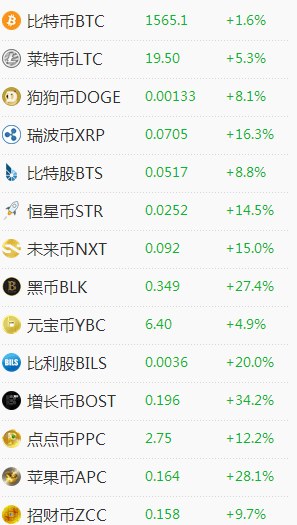 比特币BTC 1565.1 +1.6%
莱特币LTC 19.50 +5.3%
狗狗币DOGE 0.00133 +8.1%
瑞波币XRP 0.0705 +16.3%
比特股BTS 0.0517 +8.8%
恒星币STR 0.0252 +14.5%
未来币NXT 0.092 +15.0%
黑币BLK 0.349 +27.4%
元宝币YBC 6.40 +4.9%
BILS 比利股BILS 0.0036 +20.0%
增长币BOST 0.196 +34.2%
点点币PPC 2.75 +12.2%
苹果币APC 0.164 +28.1%
招财币ZCC 0.158 +9.7%